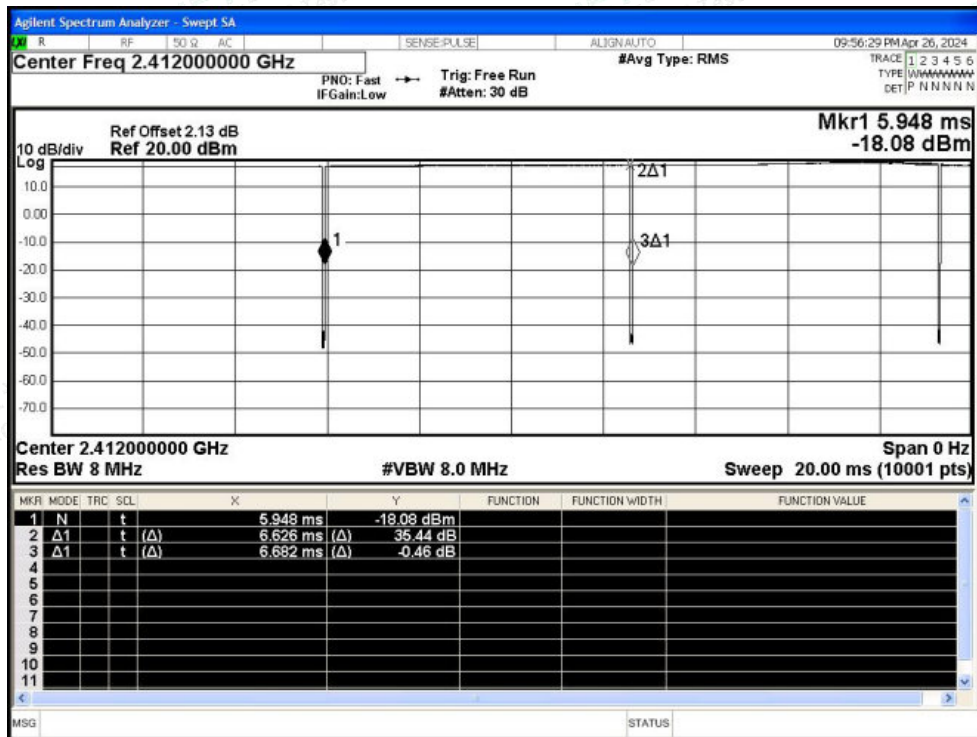 Agilent Spectrum Analyzer - Swept SA
LXI R RF 50 Ω AC SENSE:PULSE ALIGNAUTO 09:56:29 PM Apr 26, 2024
Center Freq 2.412000000 GHz #Avg Type: RMS TRACE 1 2 3 4 5 6
PNO: Fast Trig: Free Run TYPE WWWWWW
IFGain:Low #Atten: 30 dB DET P N N N N N
Mkr1 5.948 ms
Ref Offset 2.13 dB
10 dB/div Ref 20.00 dBm -18.08 dBm
Log
2Δ1
10.0
0.00
-10.0 1 3Δ1
-20.0
-30.0
-40.0
-50.0
-60.0
-70.0
Center 2.412000000 GHz Span 0 Hz
Res BW 8 MHz #VBW 8.0 MHz Sweep 20.00 ms (10001 pts)
MKR MODE TRC SCL X Y FUNCTION FUNCTION WIDTH FUNCTION VALUE
1 N t 5.948 ms -18.08 dBm
2 Δ1 t (Δ) 6.626 ms (Δ) 35.44 dB
3 Δ1 t (Δ) 6.682 ms (Δ) -0.46 dB
4
5
6
7
8
9
10
11
MSG STATUS